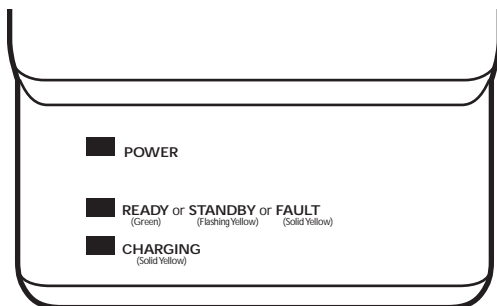 POWER
READY or STANDBY or FAULT
(Green) (Flashing Yellow) (Solid Yellow)
CHARGING
(Solid Yellow)